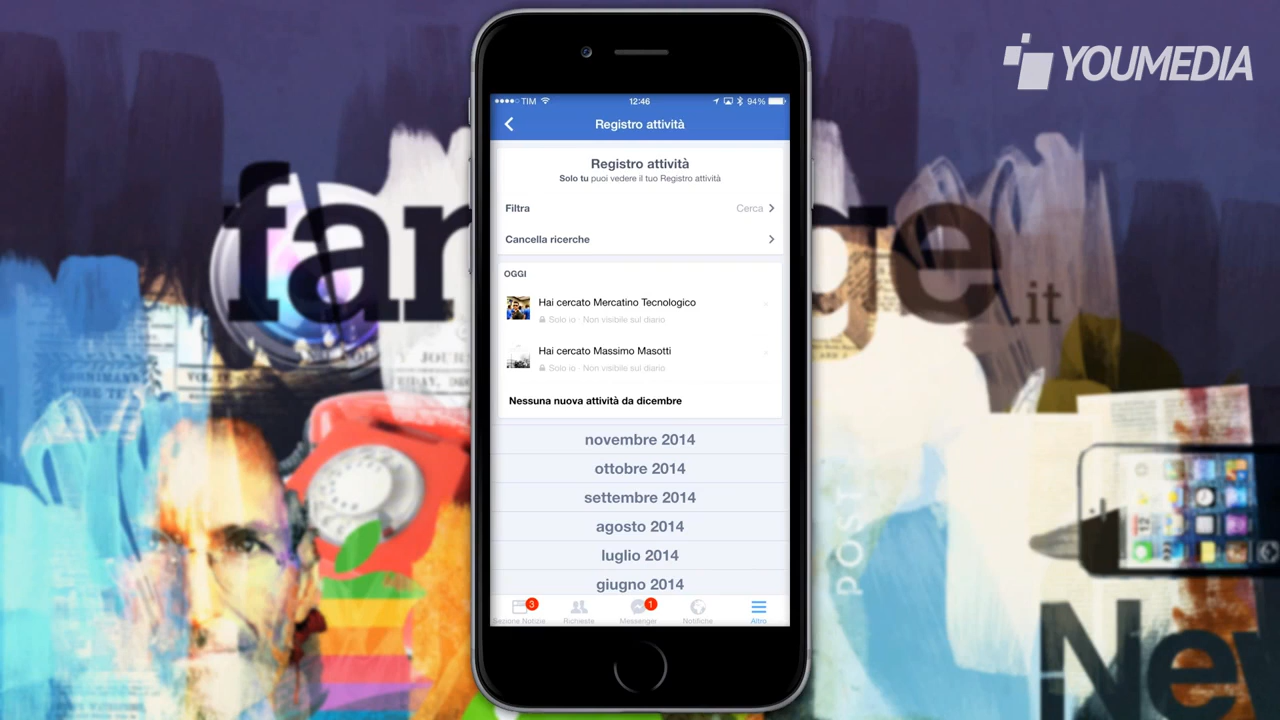 YOUMEDIA
TIM
12:46
94%
Registro attività
Registro attività
Solo tu puoi vedere il tuo Registro attività
Filtra
Cerca
Cancella ricerche
OGGI
Hai cercato Mercatino Tecnologico
Solo io · Non visibile sul diario
Hai cercato Massimo Masotti
Solo io · Non visibile sul diario
Nessuna nuova attività da dicembre
novembre 2014
ottobre 2014
settembre 2014
agosto 2014
luglio 2014
giugno 2014
3
1
Sezione Notizie
Richieste
Messenger
Notifiche
Altro
fan
ge.it
POST
New